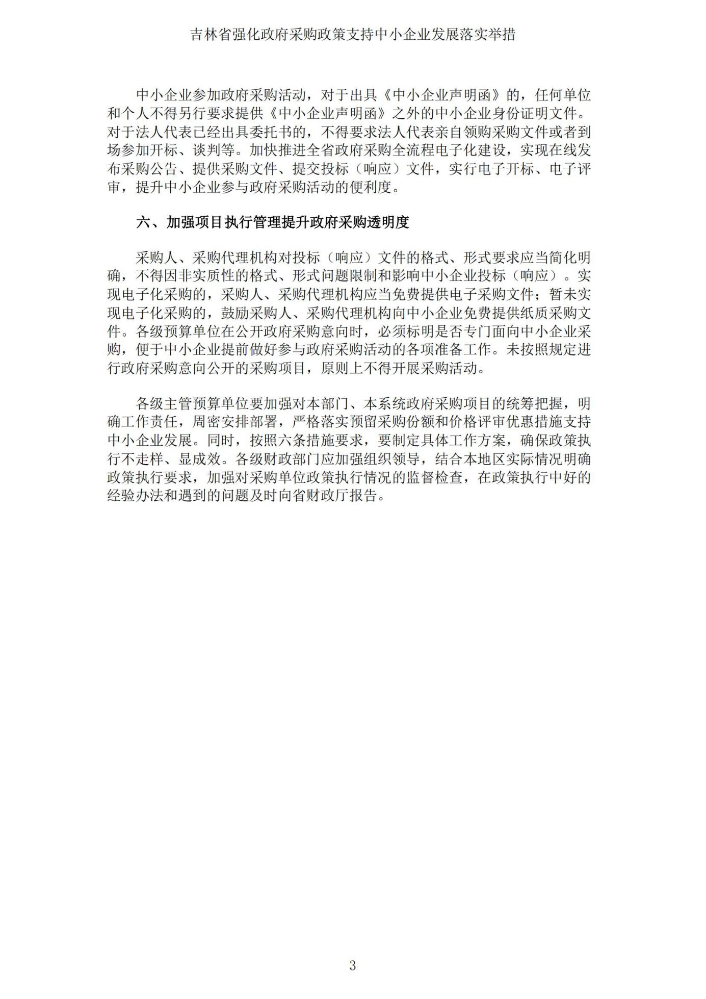 吉林省强化政府采购政策支持中小企业发展落实举措
中小企业参加政府采购活动，对于出具《中小企业声明函》的，任何单位
和个人不得另行要求提供《中小企业声明函》之外的中小企业身份证明文件。
对于法人代表已经出具委托书的，不得要求法人代表亲自领购采购文件或者到
场参加开标、谈判等。加快推进全省政府采购全流程电子化建设，实现在线发
布采购公告、提供采购文件、提交投标（响应）文件，实行电子开标、电子评
审，提升中小企业参与政府采购活动的便利度。
六、加强项目执行管理提升政府采购透明度
采购人、采购代理机构对投标（响应）文件的格式、形式要求应当简化明
确，不得因非实质性的格式、形式问题限制和影响中小企业投标（响应）。实
现电子化采购的，采购人、采购代理机构应当免费提供电子采购文件；暂未实
现电子化采购的，鼓励采购人、采购代理机构向中小企业免费提供纸质采购文
件。各级预算单位在公开政府采购意向时，必须标明是否专门面向中小企业采
购，便于中小企业提前做好参与政府采购活动的各项准备工作。未按照规定进
行政府采购意向公开的采购项目，原则上不得开展采购活动。
各级主管预算单位要加强对本部门、本系统政府采购项目的统筹把握，明
确工作责任，周密安排部署，严格落实预留采购份额和价格评审优惠措施支持
中小企业发展。同时，按照六条措施要求，要制定具体工作方案，确保政策执
行不走样、显成效。各级财政部门应加强组织领导，结合本地区实际情况明确
政策执行要求，加强对采购单位政策执行情况的监督检查，在政策执行中好的
经验办法和遇到的问题及时向省财政厅报告。
3